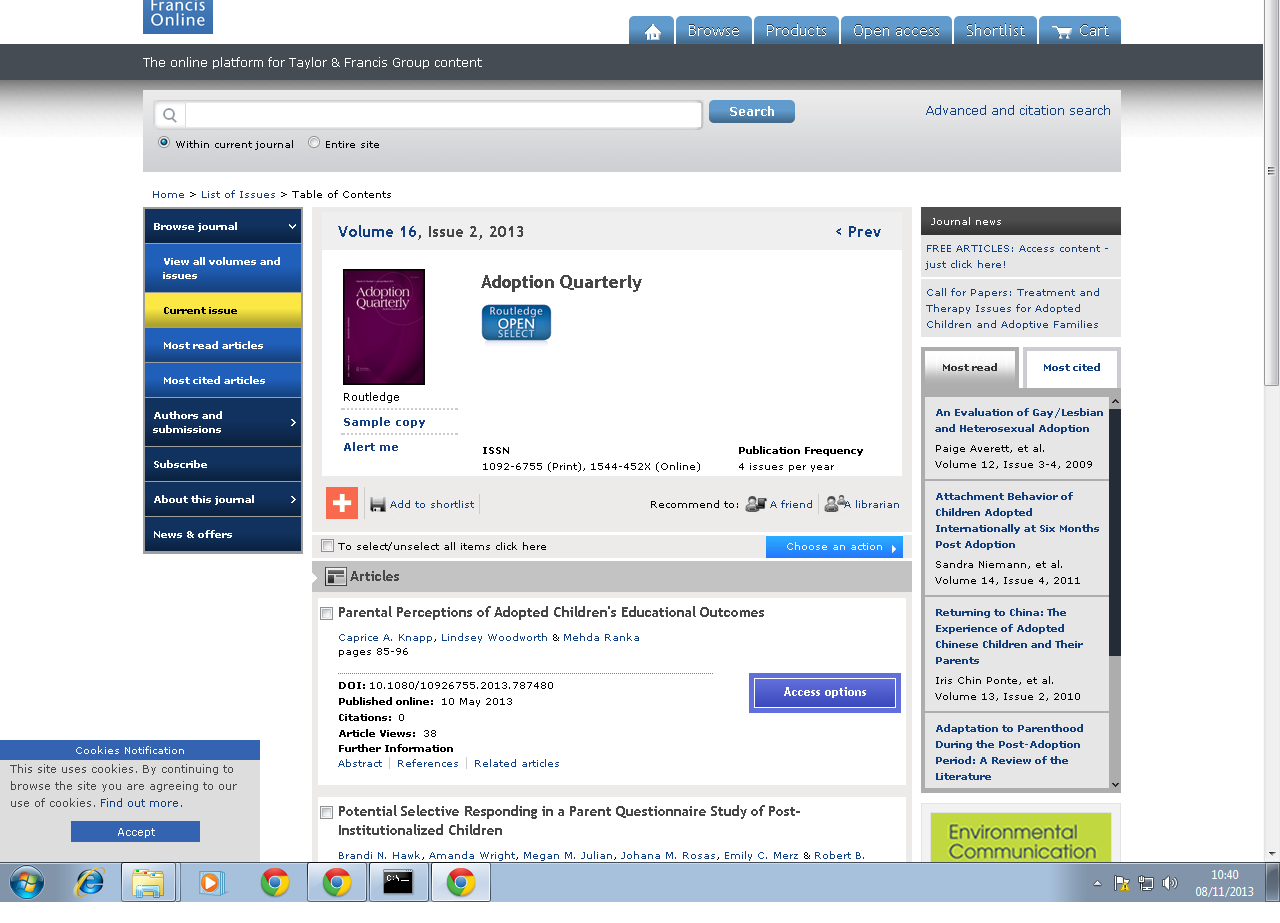 Francis
Online
Browse
Products
Open access
Shortlist
Cart
The online platform for Taylor & Francis Group content
Search
Advanced and citation search
Within current journal
Entire site
Home > List of Issues > Table of Contents
Browse journal
View all volumes and
issues
Current issue
Most read articles
Most cited articles
Authors and
submissions
Subscribe
About this journal
News & offers
Volume 16, Issue 2, 2013
< Prev
Adoption
Quarterly
Routledge
Sample copy
Alert me
Adoption Quarterly
Routledge
OPEN
SELECT
ISSN
1092-6755 (Print), 1544-452X (Online)
Publication Frequency
4 issues per year
Add to shortlist
Recommend to:
A friend
A librarian
To select/unselect all items click here
Choose an action
Articles
Parental Perceptions of Adopted Children's Educational Outcomes
Caprice A. Knapp, Lindsey Woodworth & Mehda Ranka
pages 85-96
DOI: 10.1080/10926755.2013.787480
Published online: 10 May 2013
Citations: 0
Article Views: 38
Further Information
Abstract
References
Related articles
Access options
Potential Selective Responding in a Parent Questionnaire Study of Post-
Institutionalized Children
Brandi N. Hawk, Amanda Wright, Megan M. Julian, Johana M. Rosas, Emily C. Merz & Robert B.
Journal news
FREE ARTICLES: Access content -
just click here!
Call for Papers: Treatment and
Therapy Issues for Adopted
Children and Adoptive Families
Most read
Most cited
An Evaluation of Gay/Lesbian
and Heterosexual Adoption
Paige Averett, et al.
Volume 12, Issue 3-4, 2009
Attachment Behavior of
Children Adopted
Internationally at Six Months
Post Adoption
Sandra Niemann, et al.
Volume 14, Issue 4, 2011
Returning to China: The
Experience of Adopted
Chinese Children and Their
Parents
Iris Chin Ponte, et al.
Volume 13, Issue 2, 2010
Adaptation to Parenthood
During the Post-Adoption
Period: A Review of the
Literature
Environmental
Communication
Cookies Notification
This site uses cookies. By continuing to
browse the site you are agreeing to our
use of cookies. Find out more.
Accept
C:\
10:40
08/11/2013